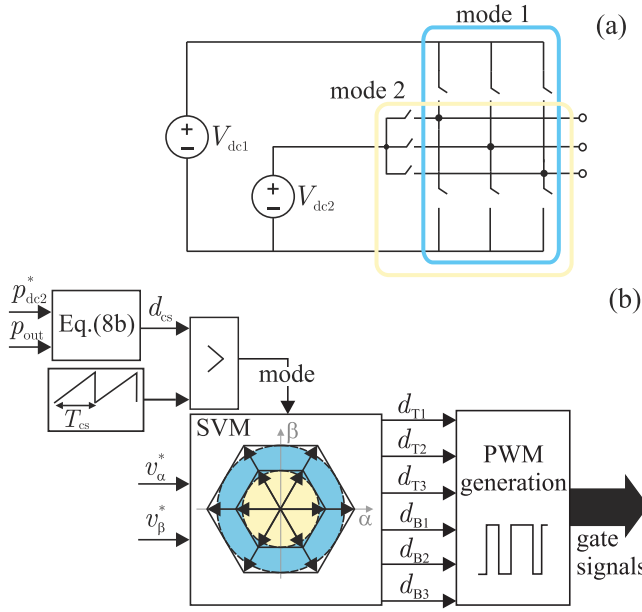 mode 1
(a)
mode 2
V_dc1
V_dc2
(b)
p*_dc2
p_out
Eq.(8b)
d_cs
>
mode
T_cs
SVM
β
α
v*_α
v*_β
d_T1
d_T2
d_T3
d_B1
d_B2
d_B3
PWM
generation
gate
signals